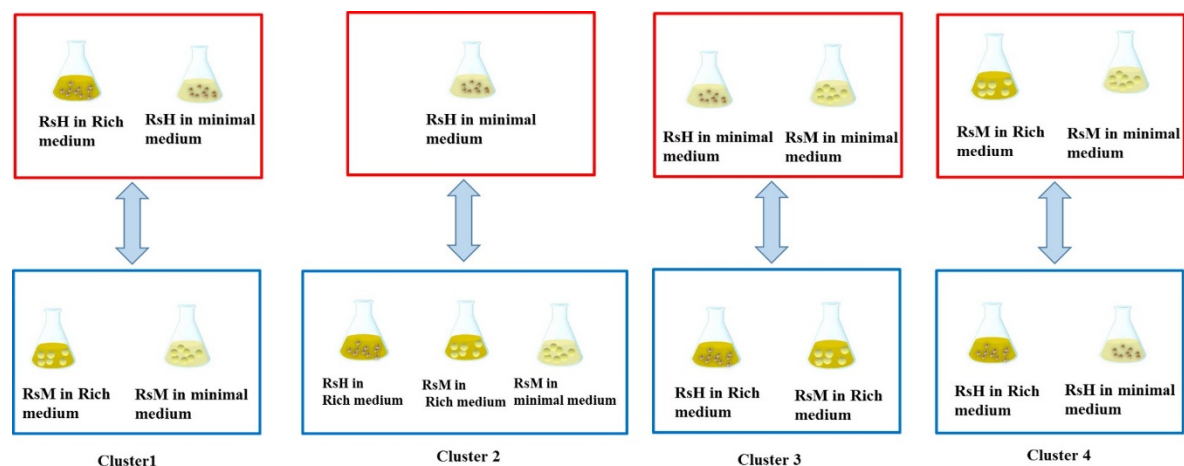 RsH in Rich
medium
RsH in minimal
medium
RsH in minimal
medium
RsH in minimal
medium
RsM in minimal
medium
RsM in Rich
medium
RsM in minimal
medium
RsM in Rich
medium
RsM in minimal
medium
RsH in
Rich medium
RsM in
Rich medium
RsM in
minimal medium
RsH in Rich
medium
RsM in Rich
medium
RsH in Rich
medium
RsH in minimal
medium
Cluster1
Cluster 2
Cluster 3
Cluster 4